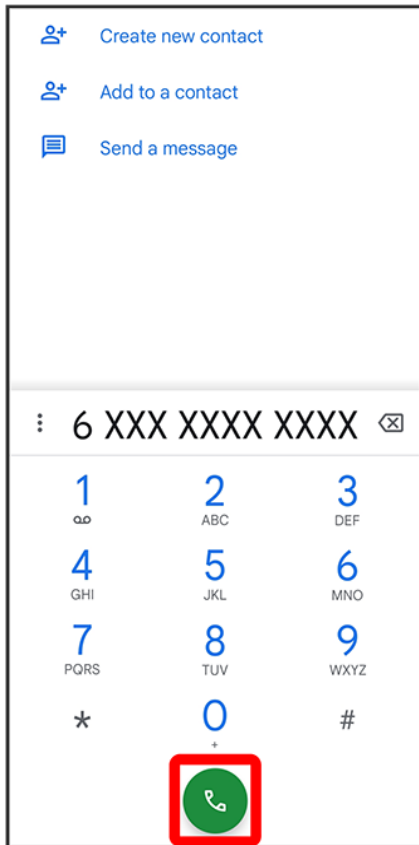 Create new contact
Add to a contact
Send a message
6 XXX XXXX XXXX
1 2 3
ABC DEF
4 5 6
GHI JKL MNO
7 8 9
PQRS TUV WXYZ
* 0 #
+